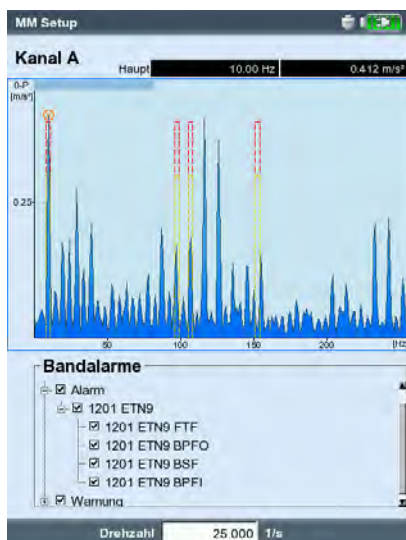 MM Setup
Kanal A
Haupt 10.00 Hz 0.412 m/s²
0-P
[m/s²]
0.25
50 100 150 200 [Hz
Bandalarme
Alarm
1201 ETN9
1201 ETN9 FTF
1201 ETN9 BPFO
1201 ETN9 BSF
1201 ETN9 BPFI
Warnung
Drehzahl 25 000 1/s